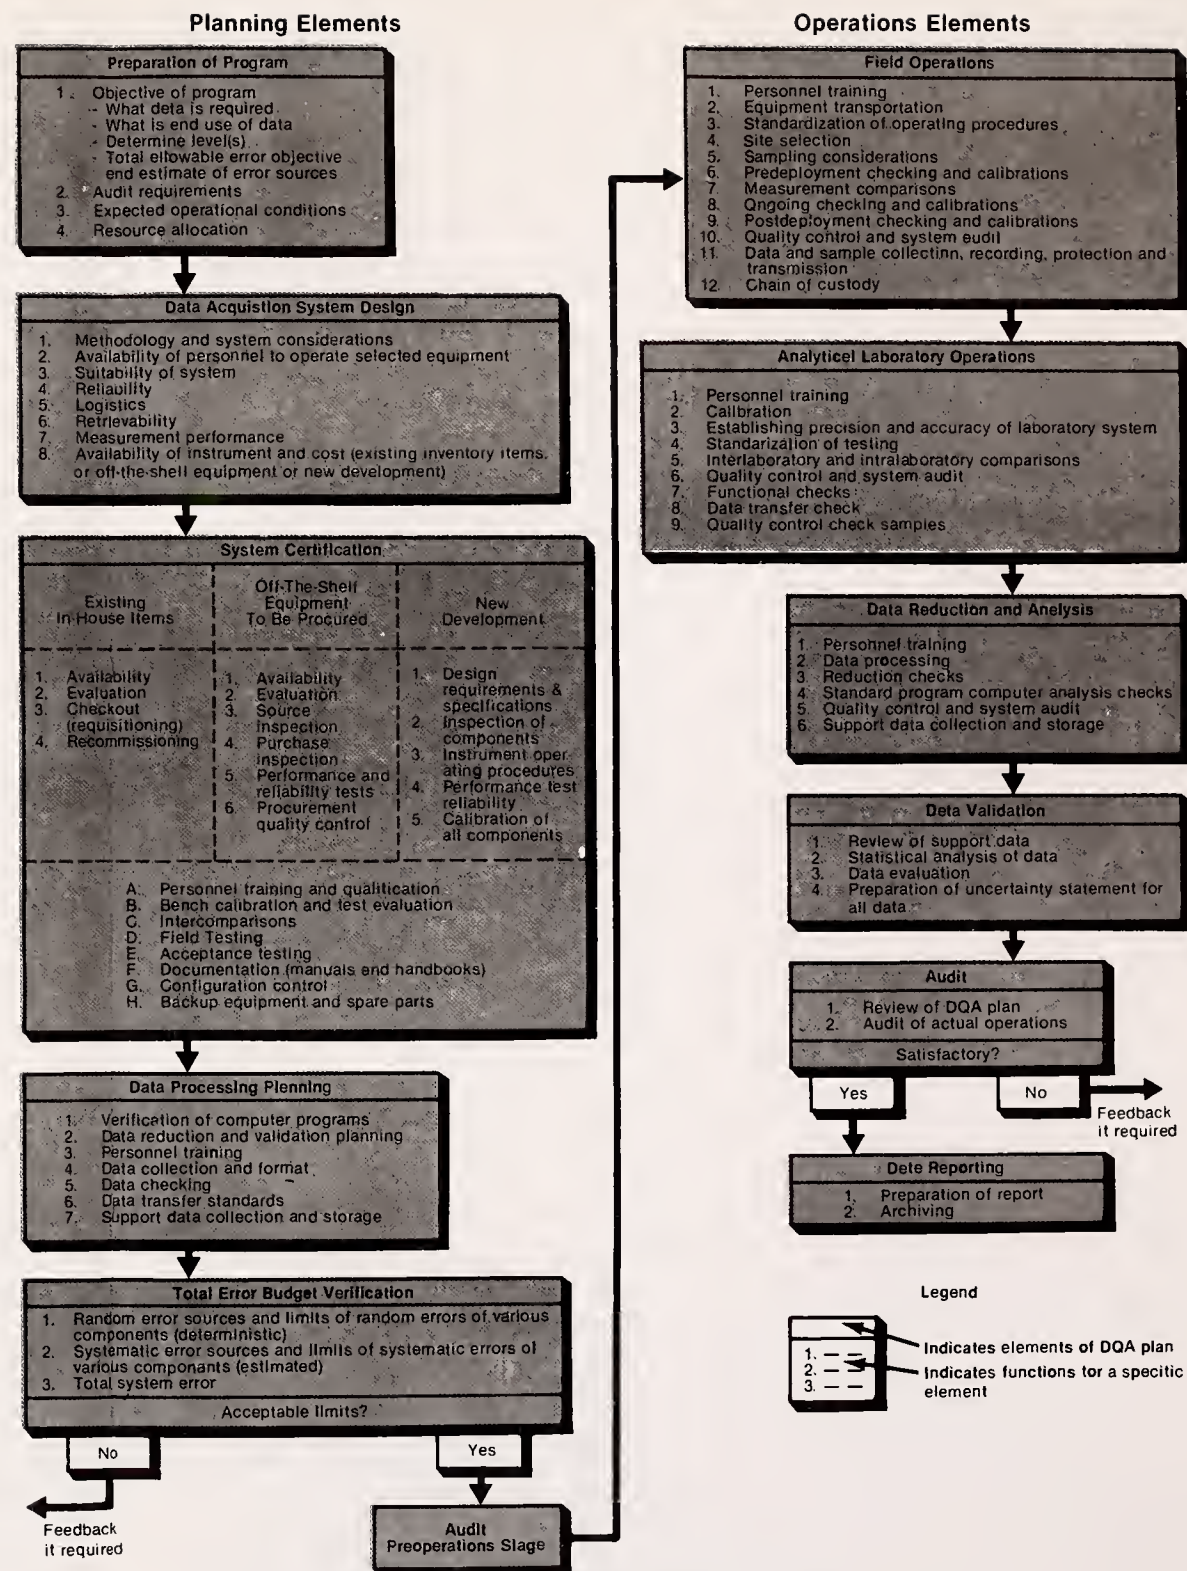 Planning Elements
Preparation of Program
1. Objective of program
- What deta is required
- What is end use of data
- Determine level(s)
- Total ellowable error objective
end estimate of error sources
2. Audit requirements
3. Expected operational conditions
4. Resource allocation
Data Acquistion System Design
1. Methodology and system considerations
2. Availability of personnel to operate selected equipment
3. Suitability of system
4. Reliability
5. Logistics
6. Retrievability
7. Measurement performance
8. Availability of instrument and cost (existing inventory items,
or off-the-shelf equipment or new development)
System Certification
Existing
In-House Items
Off-The-Shelf
Equipment
To Be Procured
New
Development
1. Availability
2. Evaluation
3. Checkout
(requisitioning)
4. Recommissioning
1. Availability
2. Evaluation
3. Source
inspection
4. Purchase
inspection
5. Performance and
reliability tests
6. Procurement
quality control
1. Design
requirements &
specifications
2. Inspection of
components
3. Instrument oper-
ating procedures
4. Performance test
reliability
5. Calibration of
all components
A. Personnel training and qualification
B. Bench calibration and test evaluation
C. Intercomparisons
D. Field Testing
E. Acceptance testing
F. Documentation (manuals end handbooks)
G. Configuration control
H. Backup equipment and spare parts
Data Processing Planning
1. Verification of computer programs
2. Data reduction and validation planning
3. Personnel training
4. Data collection and format
5. Data checking
6. Data transfer standards
7. Support data collection and storage
Total Error Budget Verification
1. Random error sources and limits of random errors of various
components (deterministic)
2. Systematic error sources and limits of systematic errors of
various componants (estimated)
3. Total system error
Acceptable limits?
No
Yes
Feedback
it required
Audit
Preoperations Slage
Operations Elements
Field Operations
1. Personnel training
2. Equipment transportation
3. Standardization of operating procedures
4. Site selection
5. Sampling considerations
6. Predeployment checking and calibrations
7. Measurement comparisons
8. Ongoing checking and calibrations
9. Postdeployment checking and calibrations
10. Quality control and system eudil
11. Data and sample collectinn, recording, protection and
transmission
12. Chain of custody
Analyticel Laboratory Operations
1. Personnel training
2. Calibration
3. Establishing precision and accuracy of laboratory system
4. Standarization of testing
5. Interlaboratory and intralaboratory comparisons
6. Quality control and system audit
7. Functional checks
8. Data transfer check
9. Quality control check samples
Data Reduction and Analysis
1. Personnel training
2. Data processing
3. Reduction checks
4. Standard program computer analysis checks
5. Quality control and system audit
6. Support data collection and storage
Deta Validation
1. Review of support data
2. Statistical analysis ot data
3. Data evaluation
4. Preparation of uncertainty statement for
all data
Audit
1. Review of DQA plan
2. Audit of actual operations
Satisfactory?
Yes
No
Feedback
it required
Dete Reporting
1. Preparation of report
2. Archiving
Legend
1. — —
2. — —
3. — —
Indicates elements of DQA plan
Indicates functions tor a specitic
element